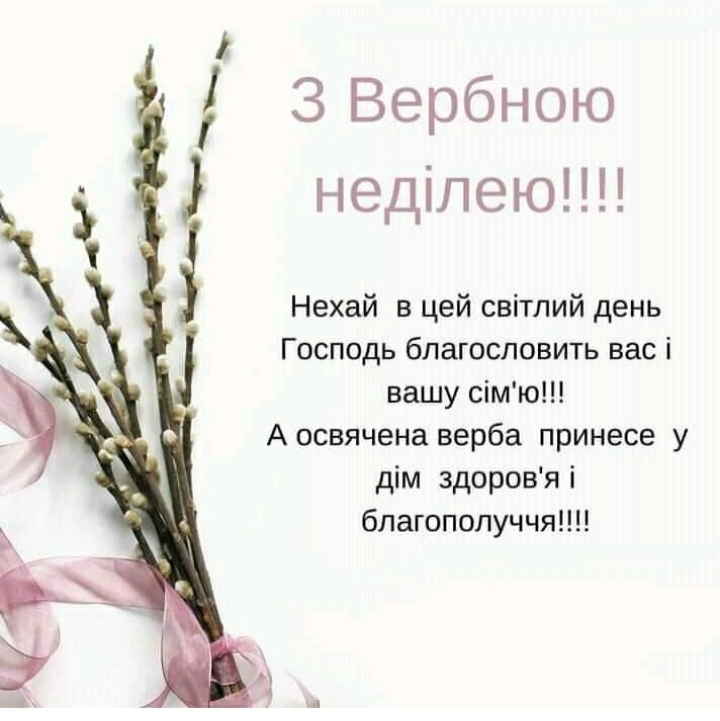 З Вербною
неділею!!!!
Нехай  в цей світлий день
Господь благословить вас і
вашу сім'ю!!!
А освячена верба  принесе  у
дім  здоров'я і
благополуччя!!!!